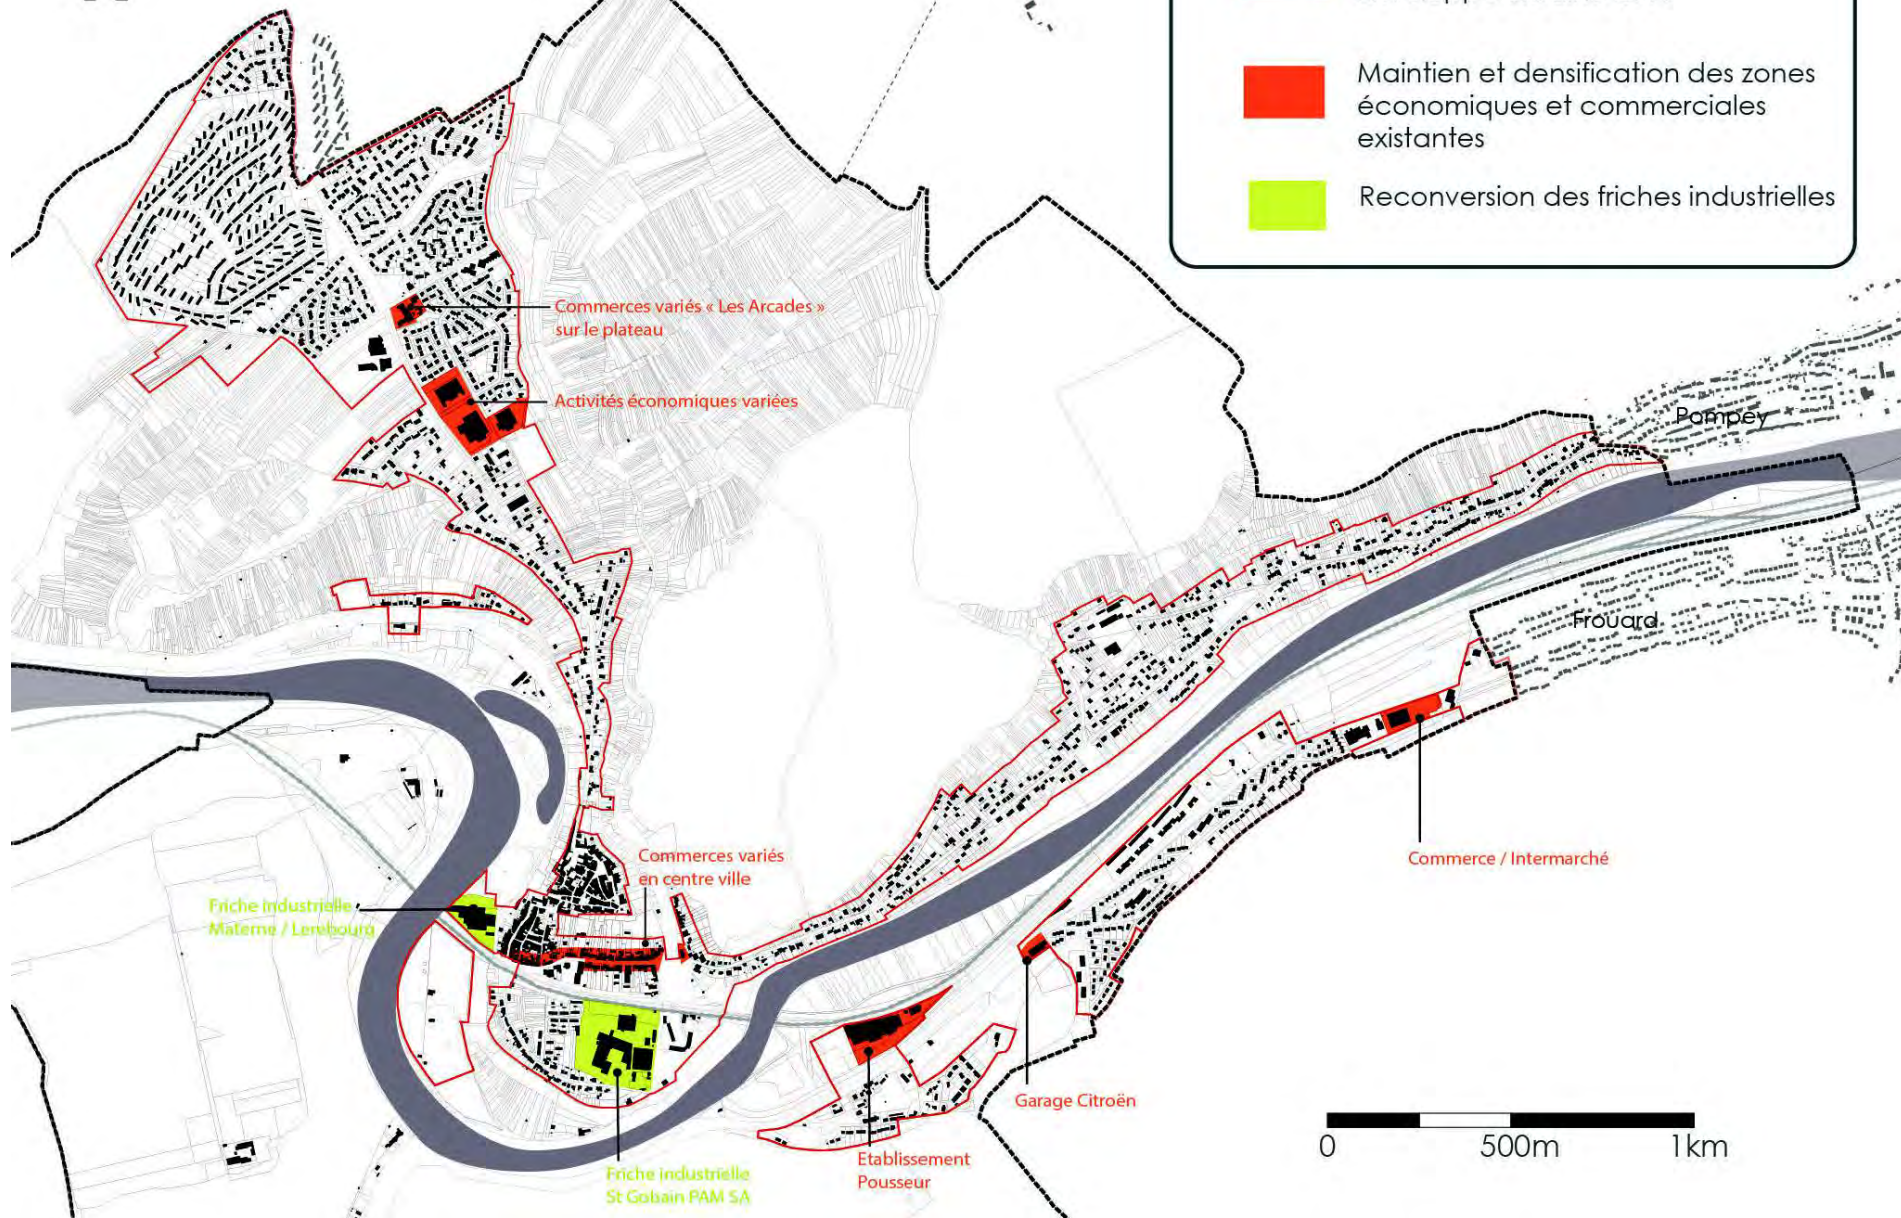 Maintien et densification des zones
économiques et commerciales
existantes
Reconversion des friches industrielles
Commerces variés « Les Arcades »
sur le plateau
Activités économiques variées
Pompey
Frouard
Commerce / Intermarché
Commerces variés
en centre ville
Friche industrielle
Materne / Lerebourg
Garage Citroën
Etablissement
Pousseur
Friche industrielle
St Gobain PAM SA
0 500m 1km